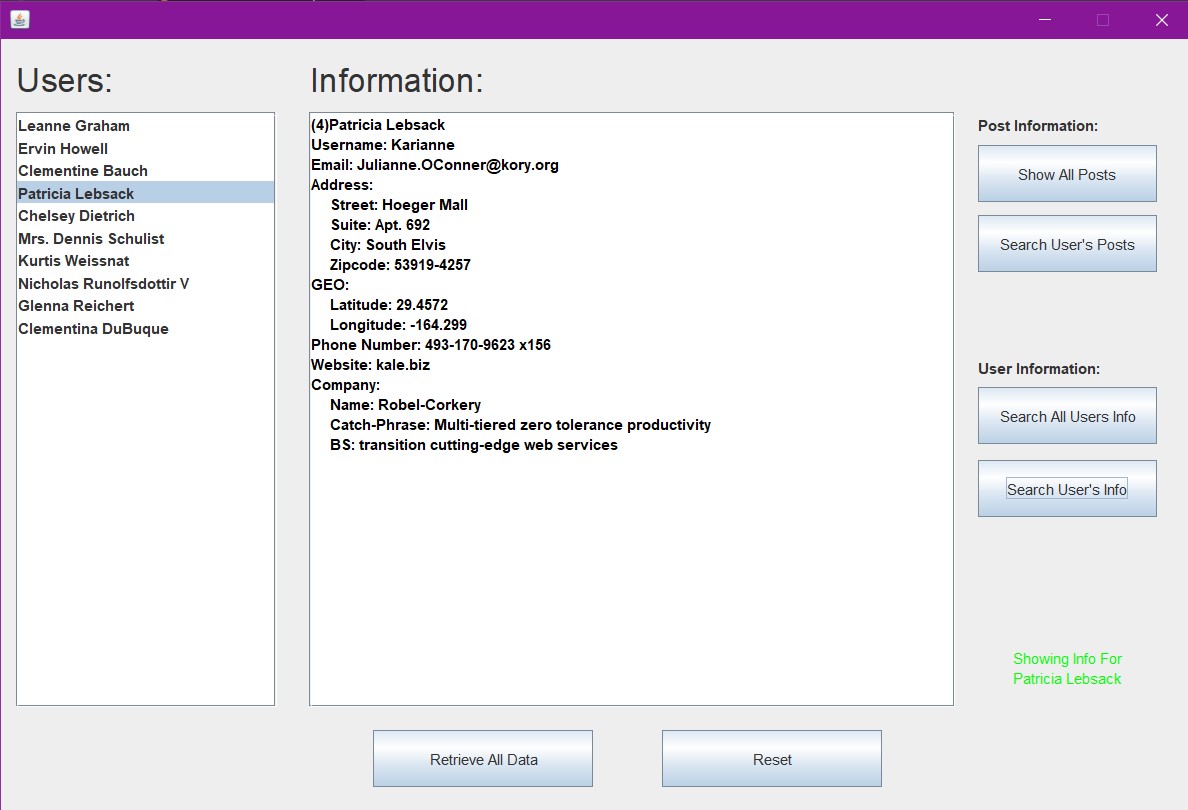 Users:
Leanne Graham
Ervin Howell
Clementine Bauch
Patricia Lebsack
Chelsey Dietrich
Mrs. Dennis Schulist
Kurtis Weissnat
Nicholas Runolfsdottir V
Glenna Reichert
Clementina DuBuque
Information:
(4)Patricia Lebsack
Username: Karianne
Email: Julianne.OConner@kory.org
Address:
Street: Hoeger Mall
Suite: Apt. 692
City: South Elvis
Zipcode: 53919-4257
GEO:
Latitude: 29.4572
Longitude: -164.299
Phone Number: 493-170-9623 x156
Website: kale.biz
Company:
Name: Robel-Corkery
Catch-Phrase: Multi-tiered zero tolerance productivity
BS: transition cutting-edge web services
Post Information:
Show All Posts
Search User's Posts
User Information:
Search All Users Info
Search User's Info
Showing Info For
Patricia Lebsack
Retrieve All Data
Reset